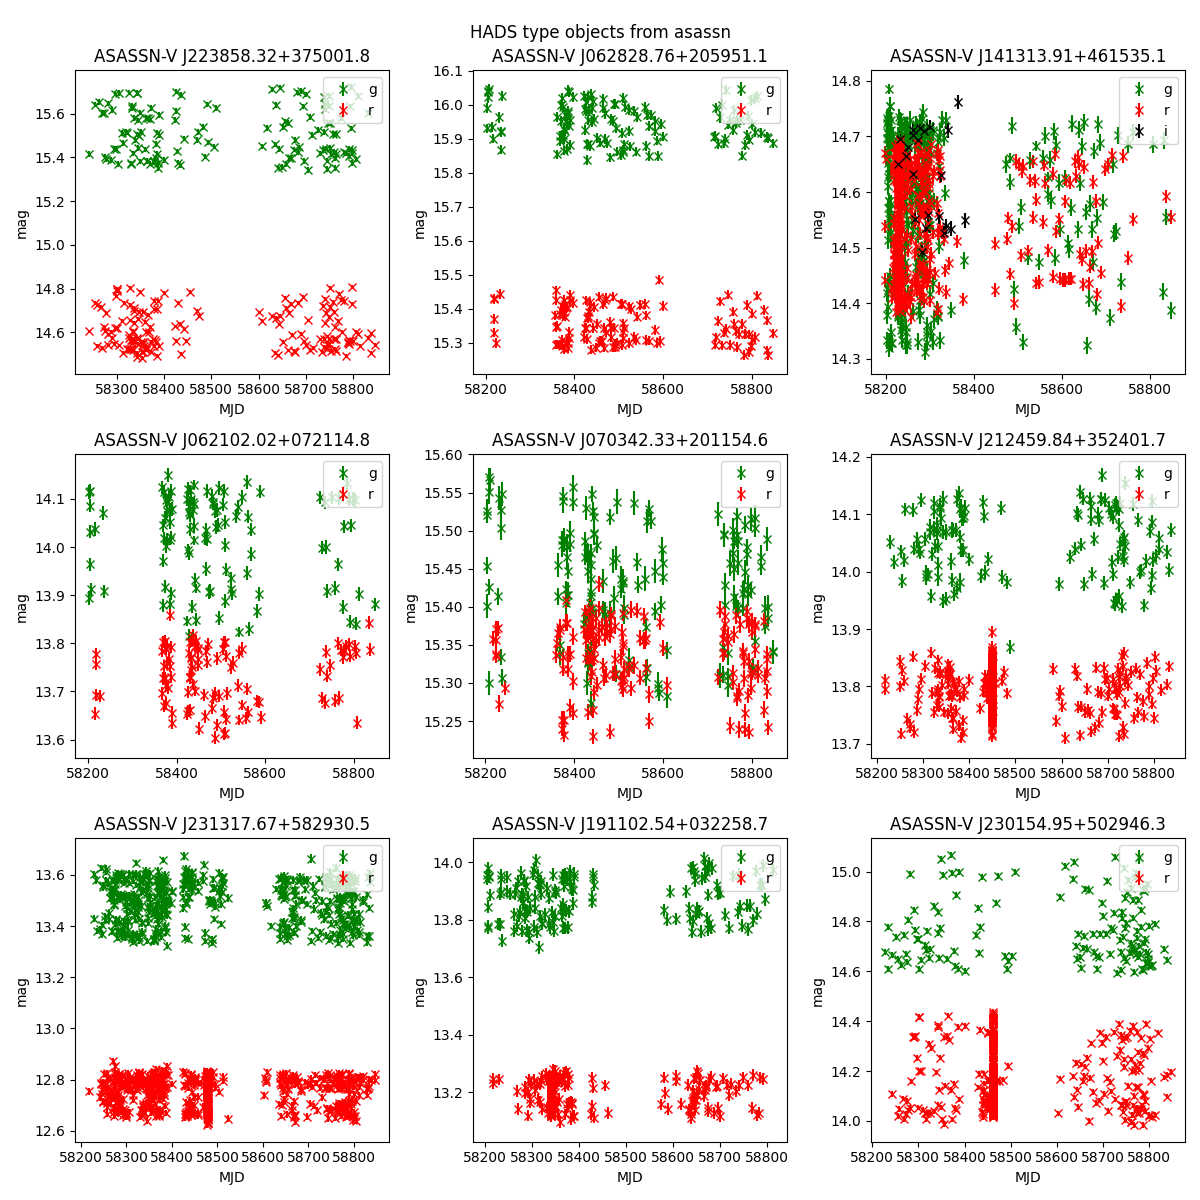 HADS type objects from asassn
ASASSN-V J223858.32+375001.8
ASASSN-V J062828.76+205951.1
ASASSN-V J141313.91+461535.1
mag
15.6
15.4
15.2
15.0
14.8
14.6
g
r
58300 58400 58500 58600 58700 58800
MJD
mag
16.1
16.0
15.9
15.8
15.7
15.6
15.5
15.4
15.3
g
r
58200 58400 58600 58800
MJD
mag
14.8
14.7
14.6
14.5
14.4
14.3
g
r
i
58200 58400 58600 58800
MJD
ASASSN-V J062102.02+072114.8
ASASSN-V J070342.33+201154.6
ASASSN-V J212459.84+352401.7
mag
14.1
14.0
13.9
13.8
13.7
13.6
g
r
58200 58400 58600 58800
MJD
mag
15.60
15.55
15.50
15.45
15.40
15.35
15.30
15.25
g
r
58200 58400 58600 58800
MJD
mag
14.2
14.1
14.0
13.9
13.8
13.7
g
r
58200 58300 58400 58500 58600 58700 58800
MJD
ASASSN-V J231317.67+582930.5
ASASSN-V J191102.54+032258.7
ASASSN-V J230154.95+502946.3
mag
13.6
13.4
13.2
13.0
12.8
12.6
g
r
58200 58300 58400 58500 58600 58700 58800
MJD
mag
14.0
13.8
13.6
13.4
13.2
g
r
58200 58300 58400 58500 58600 58700 58800
MJD
mag
15.0
14.8
14.6
14.4
14.2
14.0
g
r
58200 58300 58400 58500 58600 58700 58800
MJD